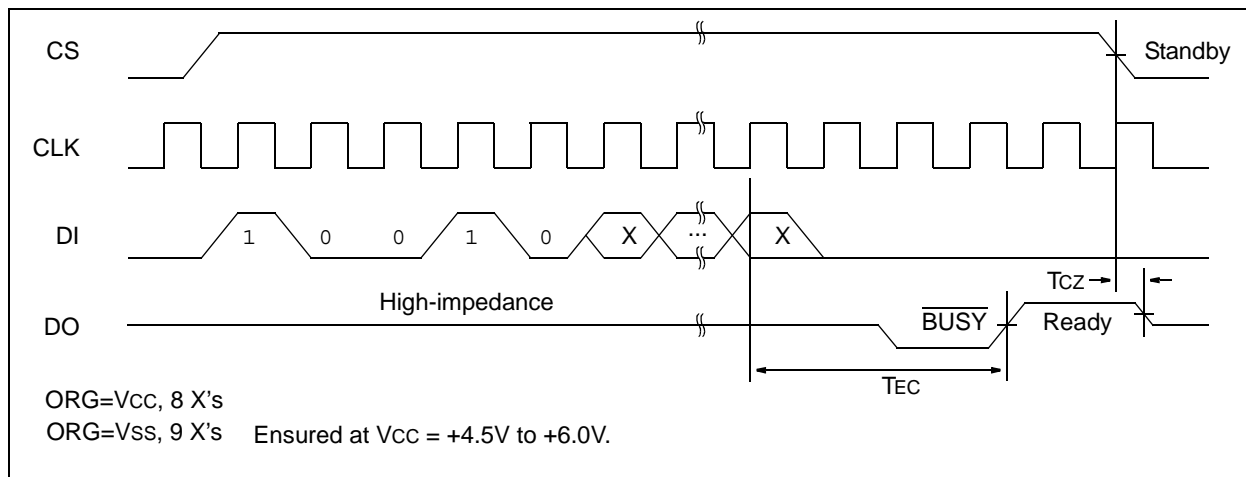 CS
Standby
CLK
DI
1 0 0 1 0 X ... X
TCZ
High-impedance
DO
BUSY
Ready
TEC
ORG=VCC, 8 X's
ORG=VSS, 9 X's Ensured at VCC = +4.5V to +6.0V.